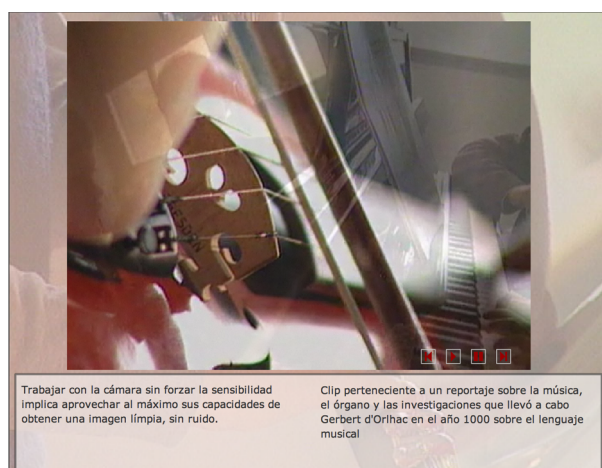 Trabajar con la cámara sin forzar la sensibilidad
implica aprovechar al máximo sus capacidades de
obtener una imagen límpia, sin ruido.
Clip perteneciente a un reportaje sobre la música,
el órgano y las investigaciones que llevó a cabo
Gerbert d'Orlhac en el año 1000 sobre el lenguaje
musical